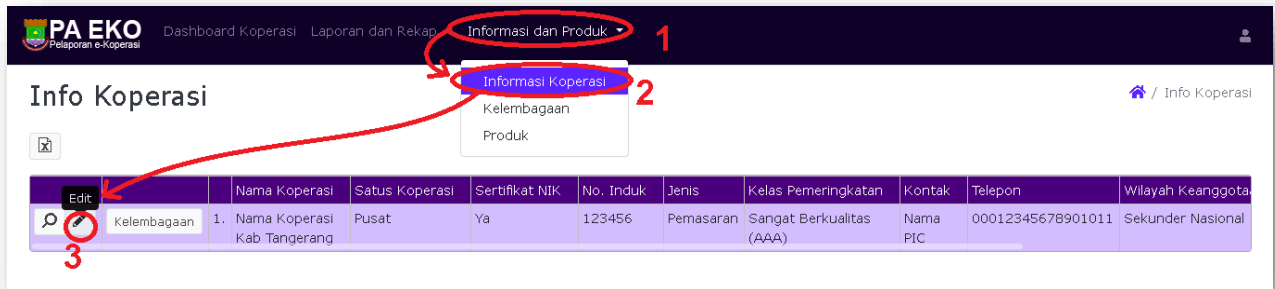 PA EKO
Pelaporan e-Koperasi
Dashboard Koperasi Laporan dan Rekap Informasi dan Produk 1
Informasi Koperasi 2
Kelembagaan
Produk
Info Koperasi
/ Info Koperasi
Edit
Nama Koperasi Satus Koperasi Sertifikat NIK No. Induk Jenis Kelas Pemeringkatan Kontak Telepon Wilayah Keanggota
Kelembagaan 1. Nama Koperasi Pusat Ya 123456 Pemasaran Sangat Berkualitas Nama 00012345678901011 Sekunder Nasional
Kab Tangerang (AAA) PIC
3